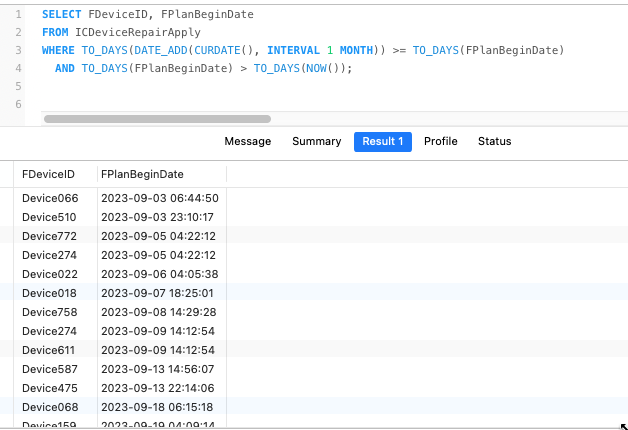 1 SELECT FDeviceID, FPlanBeginDate
2 FROM ICDeviceRepairApply
3 WHERE TO_DAYS(DATE_ADD(CURDATE(), INTERVAL 1 MONTH)) >= TO_DAYS(FPlanBeginDate)
4 AND TO_DAYS(FPlanBeginDate) > TO_DAYS(NOW());
5
6
Message Summary Result 1 Profile Status
FDeviceID FPlanBeginDate
Device066 2023-09-03 06:44:50
Device510 2023-09-03 23:10:17
Device772 2023-09-05 04:22:12
Device274 2023-09-05 04:22:12
Device022 2023-09-06 04:05:38
Device018 2023-09-07 18:25:01
Device758 2023-09-08 14:29:28
Device274 2023-09-09 14:12:54
Device611 2023-09-09 14:12:54
Device587 2023-09-13 14:56:07
Device475 2023-09-13 22:14:06
Device068 2023-09-18 06:15:18
Device159 2023-09-19 04:09:14